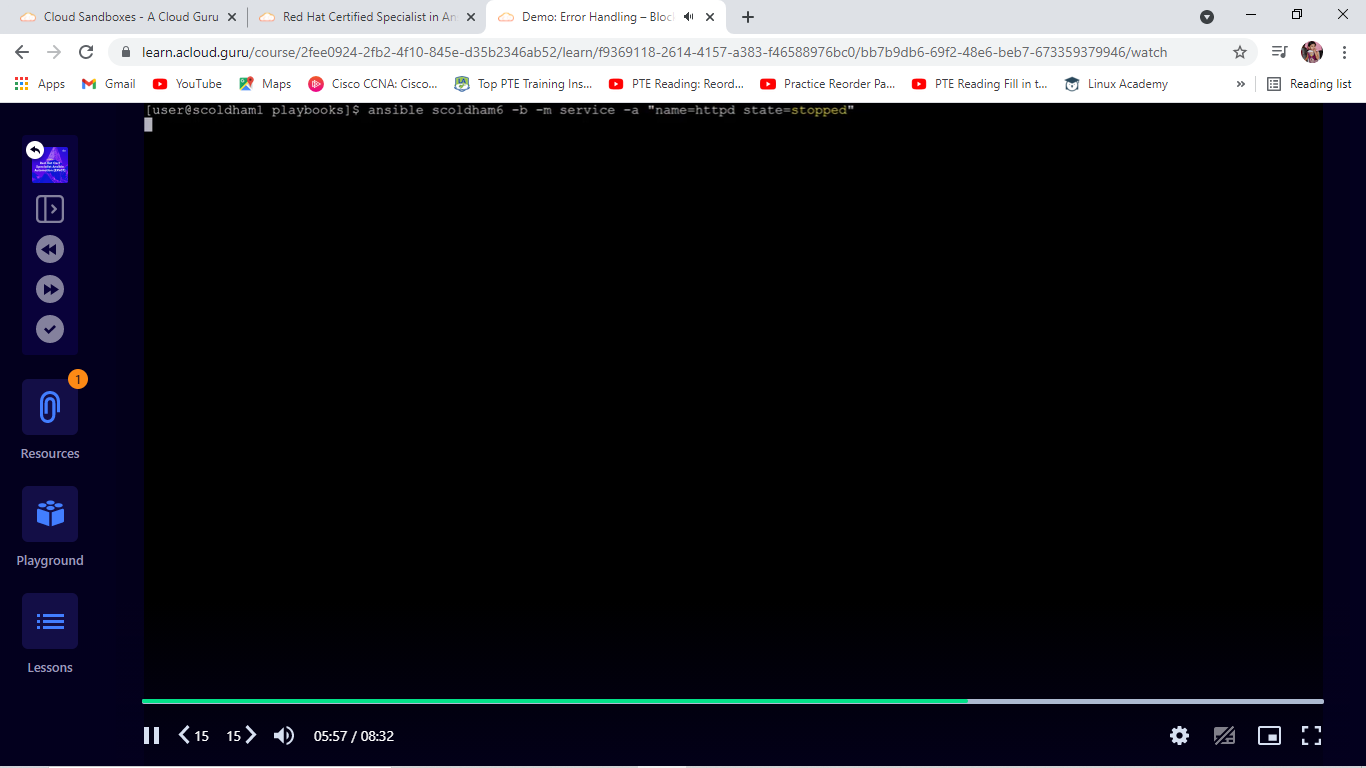 Cloud Sandboxes - A Cloud Guru
Red Hat Certified Specialist in An
Demo: Error Handling – Bloc
learn.acloud.guru/course/2fee0924-2fb2-4f10-845e-d35b2346ab52/learn/f9369118-2614-4157-a383-f46588976bc0/bb7b9db6-69f2-48e6-beb7-673359379946/watch
Apps
Gmail
YouTube
Maps
Cisco CCNA: Cisco...
Top PTE Training Ins...
PTE Reading: Reord...
Practice Reorder Pa...
PTE Reading Fill in t...
Linux Academy
»
Reading list
[user@scoldham1 playbooks]$ ansible scoldham6 -b -m service -a "name=httpd state=stopped"
1
Resources
Playground
Lessons
15
15
05:57 / 08:32